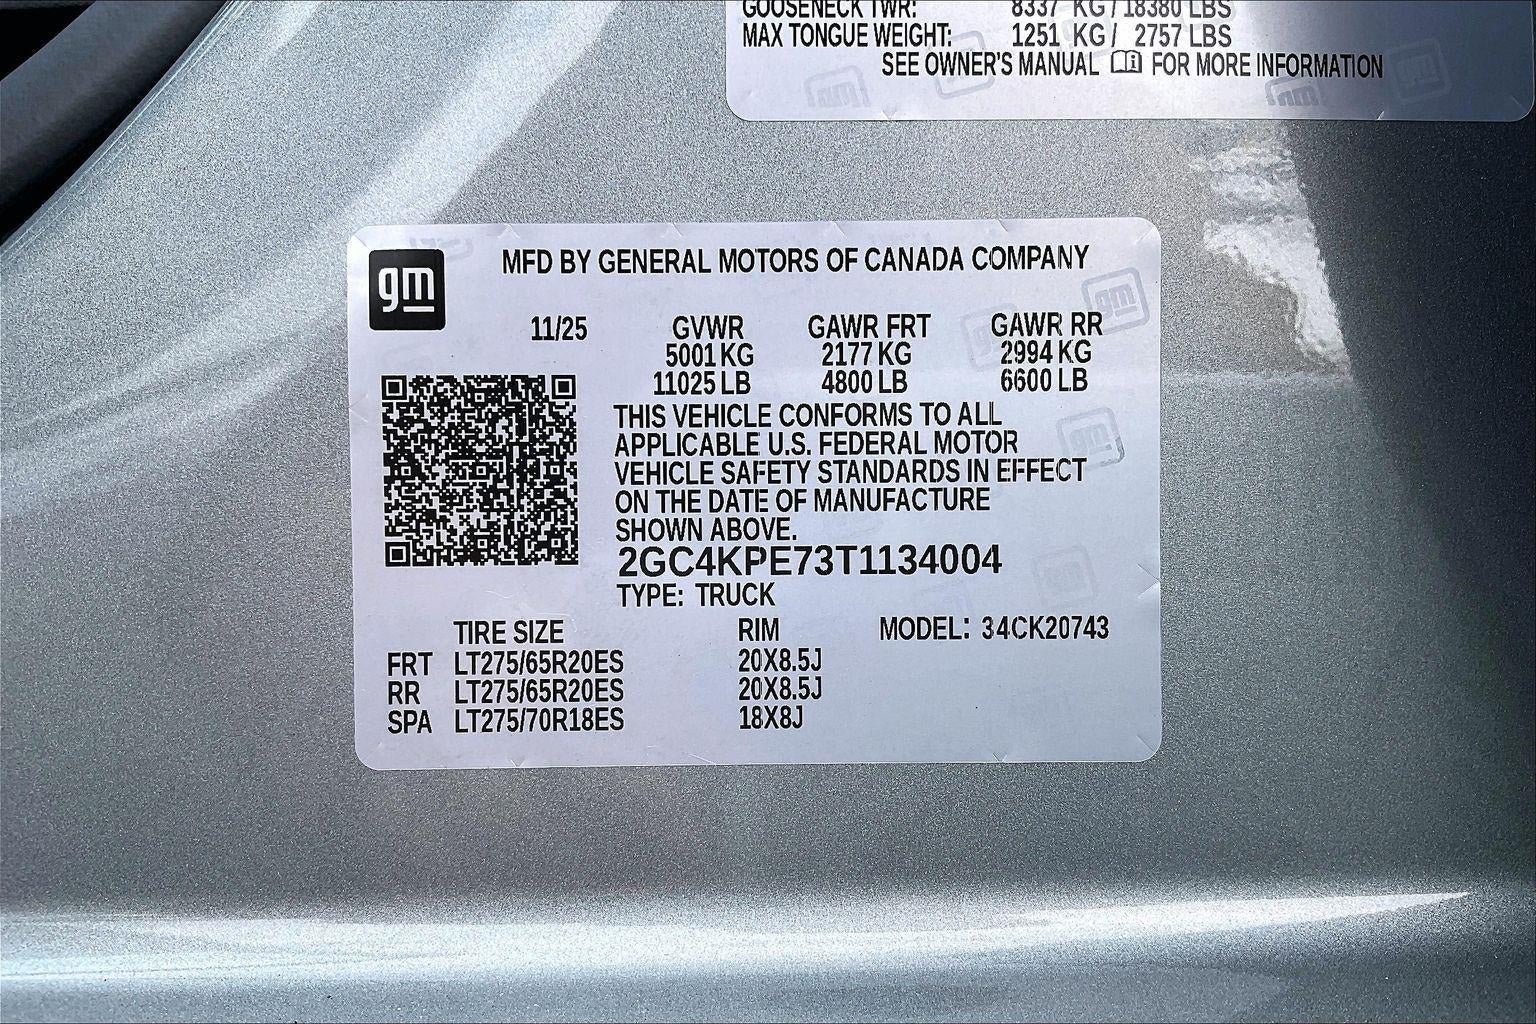 GOOSENECK TWR: 8337 KG / 18380 LBS
MAX TONGUE WEIGHT: 1251 KG / 2757 LBS
SEE OWNER'S MANUAL FOR MORE INFORMATION
gm
MFD BY GENERAL MOTORS OF CANADA COMPANY
11/25 GVWR GAWR FRT GAWR RR
5001 KG 2177 KG 2994 KG
11025 LB 4800 LB 6600 LB
THIS VEHICLE CONFORMS TO ALL
APPLICABLE U.S. FEDERAL MOTOR
VEHICLE SAFETY STANDARDS IN EFFECT
ON THE DATE OF MANUFACTURE
SHOWN ABOVE.
2GC4KPE73T1134004
TYPE: TRUCK
TIRE SIZE RIM MODEL: 34CK20743
FRT LT275/65R20ES 20X8.5J
RR LT275/65R20ES 20X8.5J
SPA LT275/70R18ES 18X8J